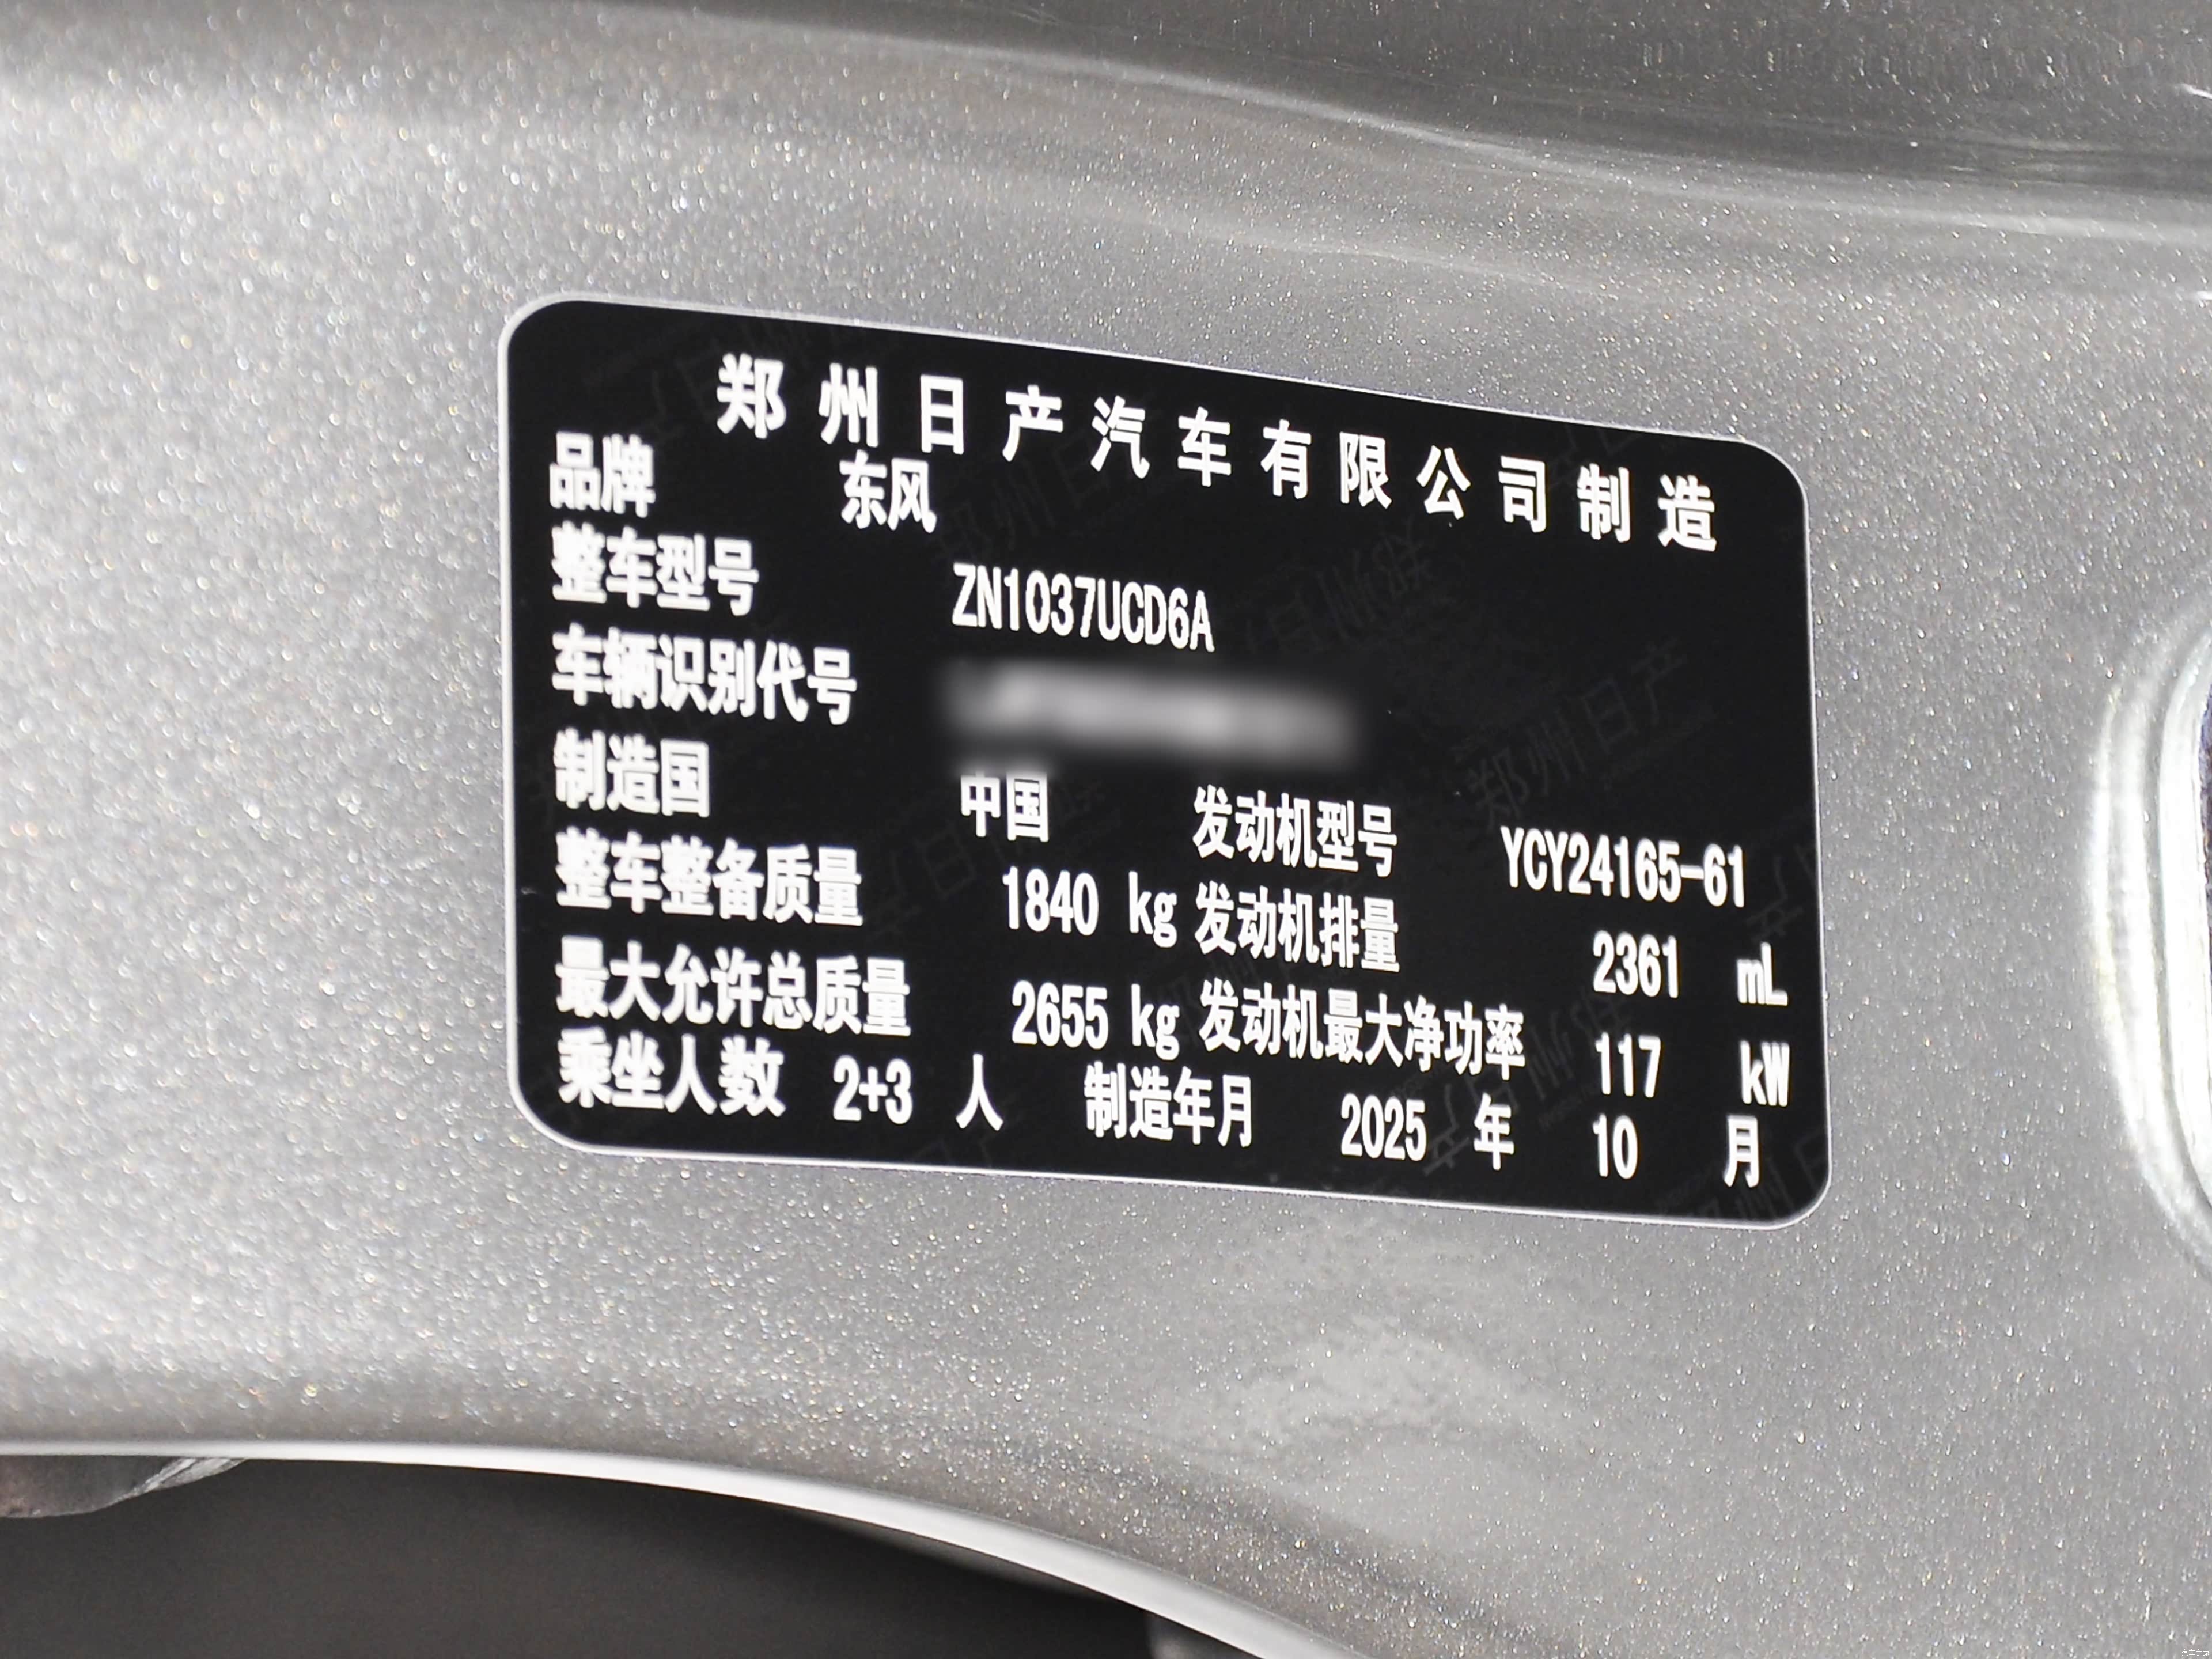 郑州日产汽车有限公司制造
品牌 东风
整车型号 ZN1037UCD6A
车辆识别代号
制造国 中国 发动机型号 YCY24165-61
整车整备质量 1840 kg 发动机排量 2361 mL
最大允许总质量 2655 kg 发动机最大净功率 117 kW
乘坐人数 2+3 人 制造年月 2025 年 10 月
汽车之家